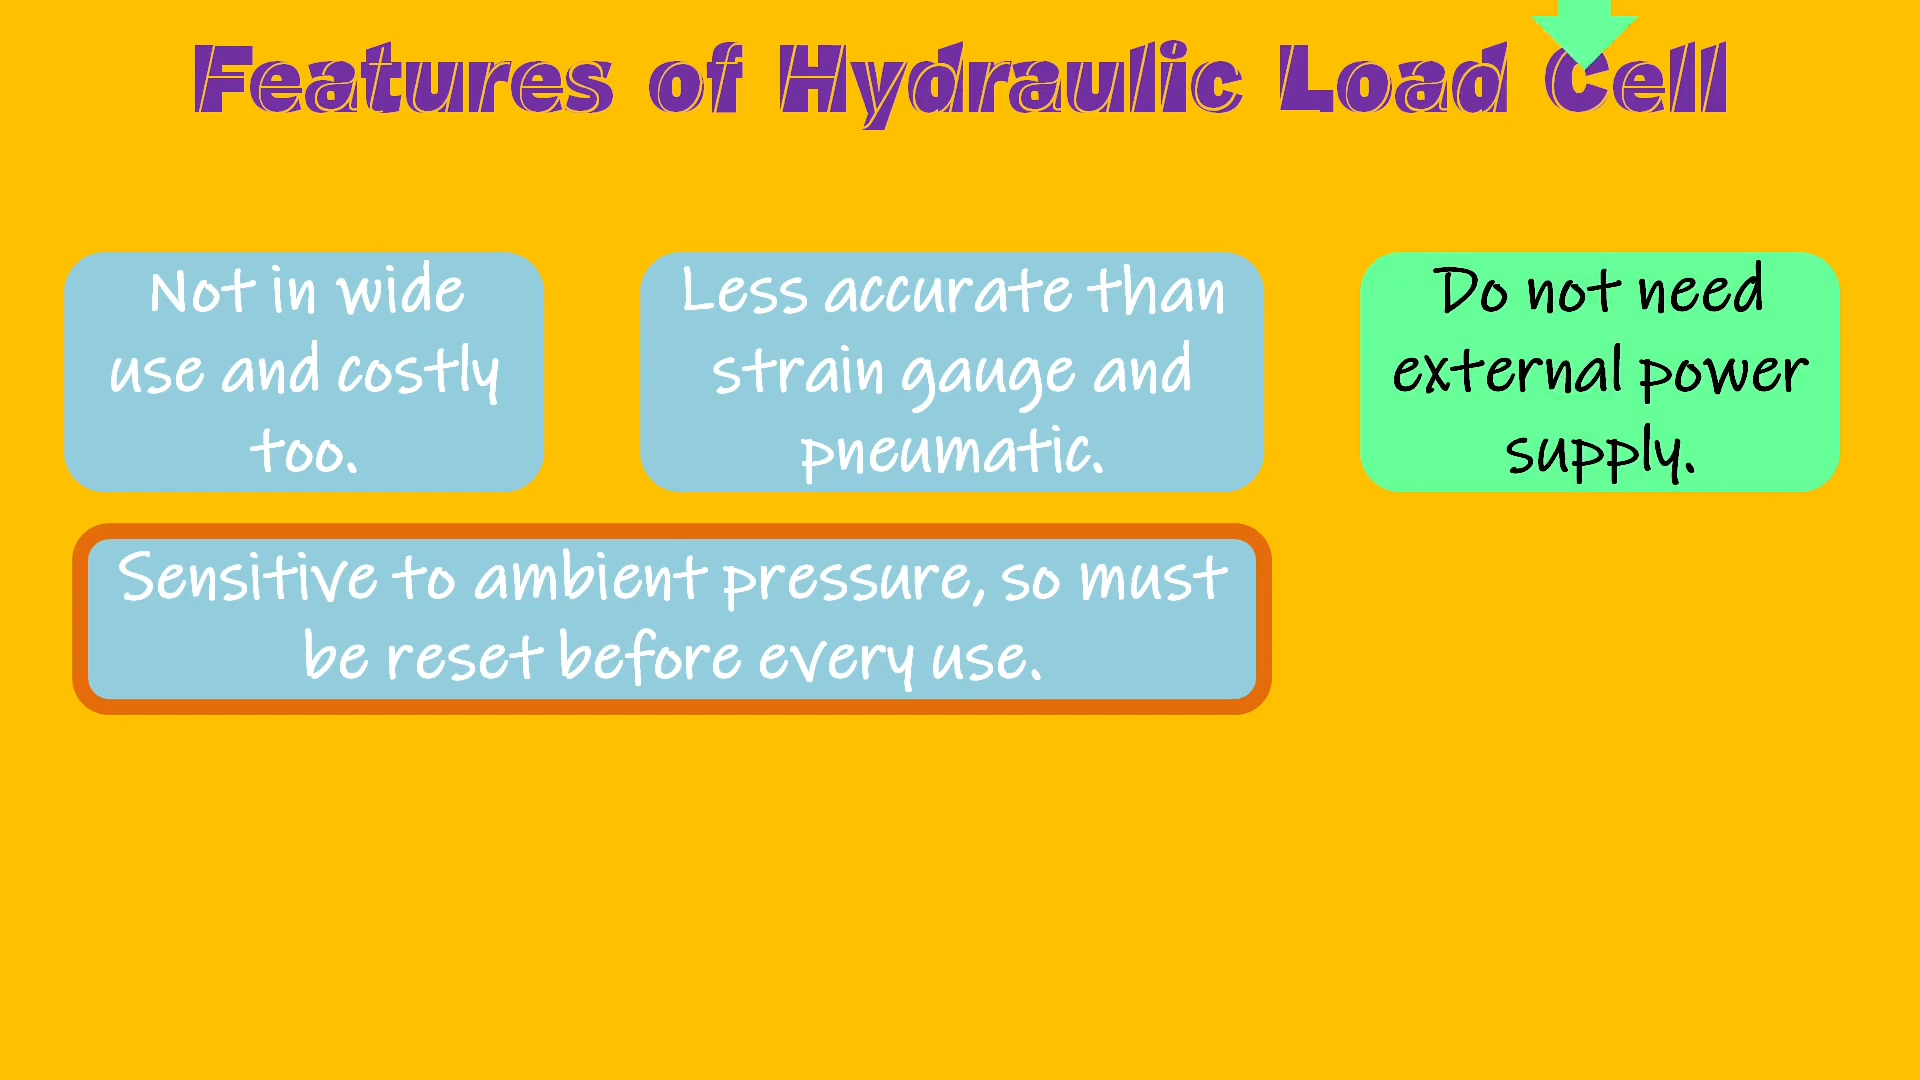 Features of Hydraulic Load Cell
Not in wide
use and costly
too.
Less accurate than
strain gauge and
pneumatic.
Do not need
external power
supply.
Sensitive to ambient pressure, so must
be reset before every use.